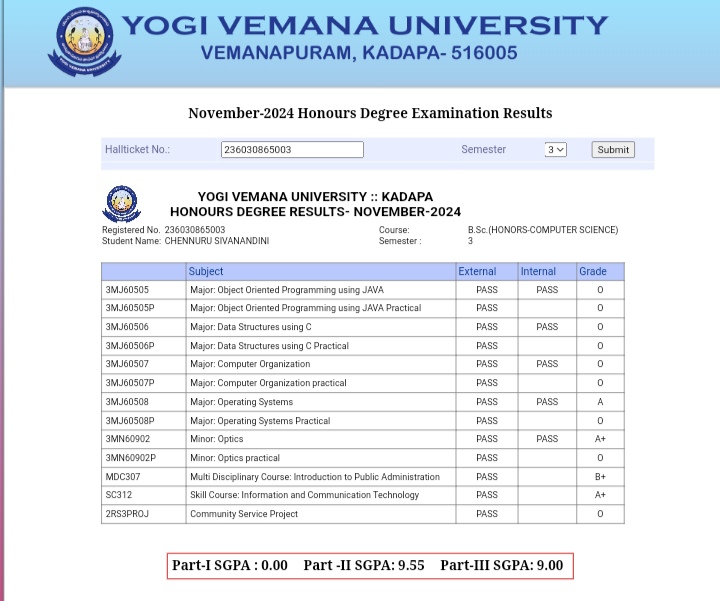 YOGI VEMANA UNIVERSITY
VEMANAPURAM, KADAPA- 516005
November-2024 Honours Degree Examination Results
Hallticket No.: 236030865003 Semester 3 Submit
YOGI VEMANA UNIVERSITY :: KADAPA
HONOURS DEGREE RESULTS- NOVEMBER-2024
Registered No. 236030865003 Course: B.Sc.(HONORS-COMPUTER SCIENCE)
Student Name: CHENNURU SIVANANDINI Semester : 3
Subject External Internal Grade
3MJ60505 Major: Object Oriented Programming using JAVA PASS PASS O
3MJ60505P Major: Object Oriented Programming using JAVA Practical PASS O
3MJ60506 Major: Data Structures using C PASS PASS O
3MJ60506P Major: Data Structures using C Practical PASS O
3MJ60507 Major: Computer Organization PASS PASS O
3MJ60507P Major: Computer Organization practical PASS O
3MJ60508 Major: Operating Systems PASS PASS A
3MJ60508P Major: Operating Systems Practical PASS O
3MN60902 Minor: Optics PASS PASS A+
3MN60902P Minor: Optics practical PASS O
MDC307 Multi Disciplinary Course: Introduction to Public Administration PASS B+
SC312 Skill Course: Information and Communication Technology PASS A+
2RS3PROJ Community Service Project PASS O
Part-I SGPA : 0.00 Part -II SGPA: 9.55 Part-III SGPA: 9.00